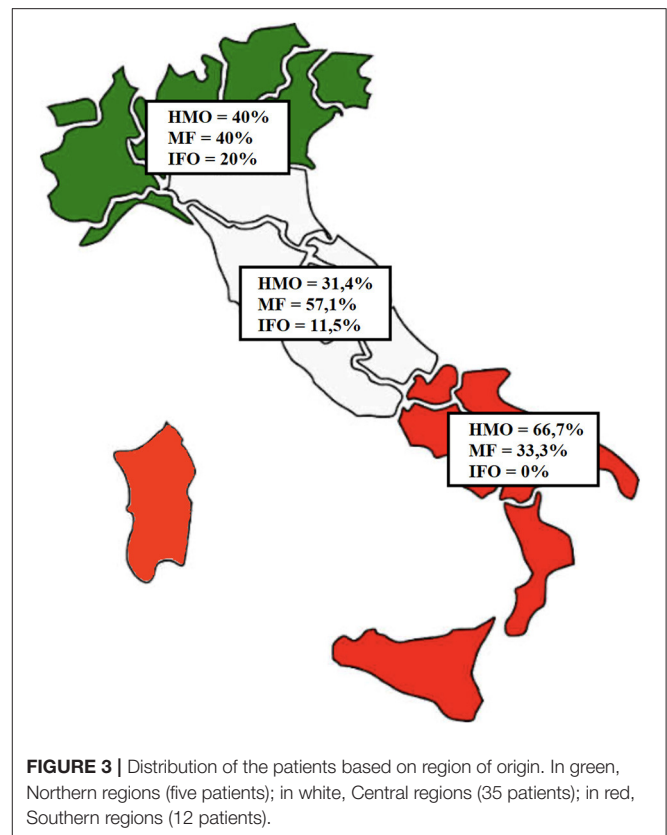 HMO = 40%
MF = 40%
IFO = 20%
HMO = 31,4%
MF = 57,1%
IFO = 11,5%
HMO = 66,7%
MF = 33,3%
IFO = 0%
FIGURE 3 | Distribution of the patients based on region of origin. In green,
Northern regions (five patients); in white, Central regions (35 patients); in red,
Southern regions (12 patients).